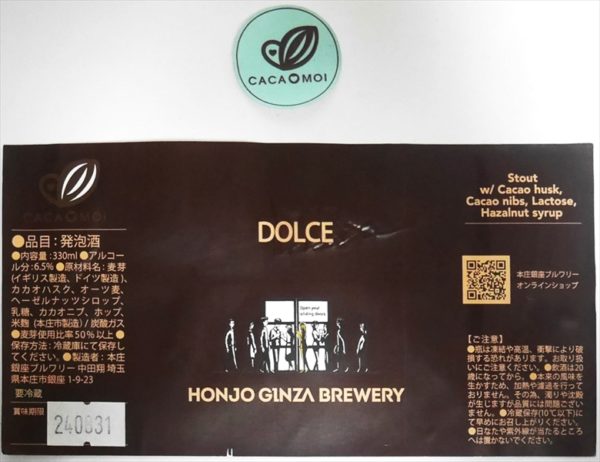 CACAOMOI
CACAOMOI
●品目：発泡酒
●内容量：330ml●アルコー
ル分：6.5%●原材料名：麦芽
(イギリス製造、ドイツ製造)、
カカオハスク、オーツ麦、
ヘーゼルナッツシロップ、
乳糖、カカオニブ、ホップ、
米麹(本庄市製造)/炭酸ガス
●麦芽使用比率50%以上●
保存方法：冷蔵庫にて保存し
てください。●製造者：本庄
銀座ブルワリー 中田翔 埼玉
県本庄市銀座1-9-23
要冷蔵
賞味期限
240831
DOLCE
Open your
sliding doors.
HONJO GINZA BREWERY
Stout
w/ Cacao husk,
Cacao nibs, Lactose,
Hazalnut syrup
本庄銀座ブルワリー
オンラインショップ
【ご注意】
●瓶は凍結や高温、衝撃により破
損する恐れがあります。お取り扱
いにご注意ください。●飲酒は20
歳になってから。●本来の風味を
生かすため、加熱や濾過を行って
おりません。その為、濁りや沈殿
が生じますが品質には問題ござい
ません。●冷蔵保存(10℃以下)に
て早めにお召し上がりください。
●日なたや紫外線が当たるところ
へは置かないでください。